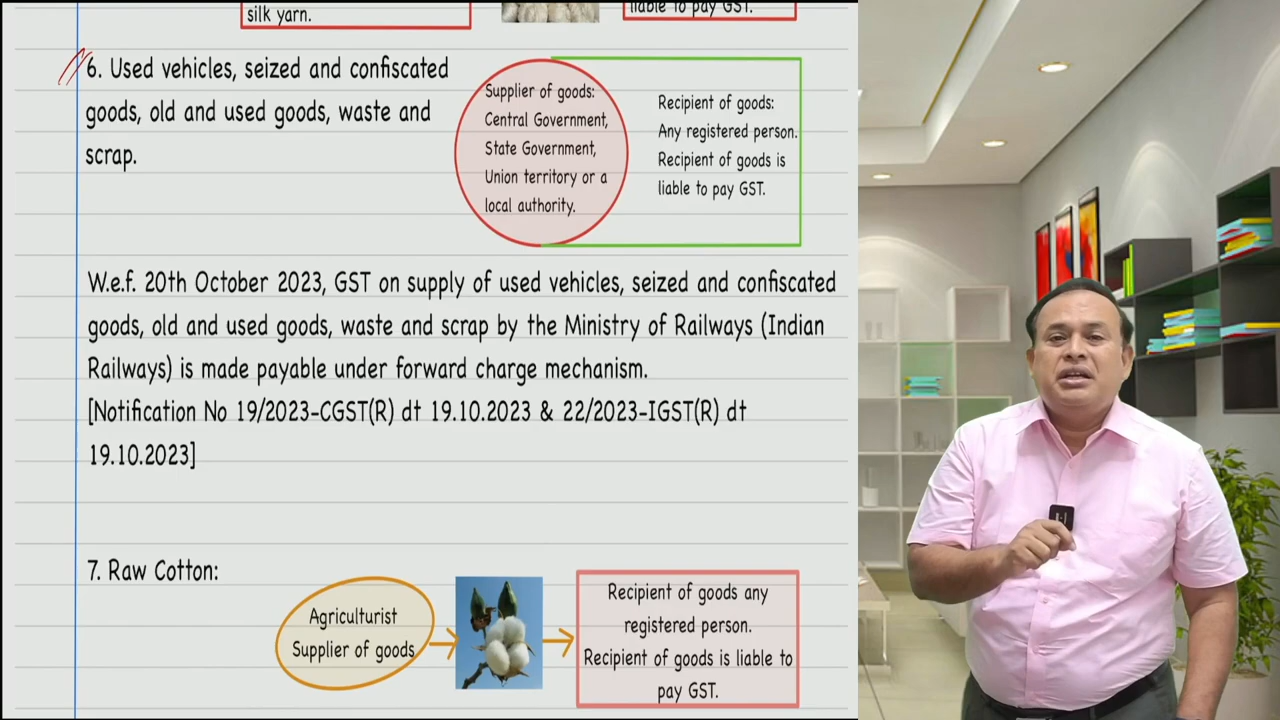 silk yarn.
liable to pay GST.
6. Used vehicles, seized and confiscated
goods, old and used goods, waste and
scrap.
Supplier of goods:
Central Government,
State Government,
Union territory or a
local authority.
Recipient of goods:
Any registered person.
Recipient of goods is
liable to pay GST.
W.e.f. 20th October 2023, GST on supply of used vehicles, seized and confiscated
goods, old and used goods, waste and scrap by the Ministry of Railways (Indian
Railways) is made payable under forward charge mechanism.
[Notification No 19/2023-CGST(R) dt 19.10.2023 & 22/2023-IGST(R) dt
19.10.2023]
7. Raw Cotton:
Agriculturist
Supplier of goods
Recipient of goods any
registered person.
Recipient of goods is liable to
pay GST.